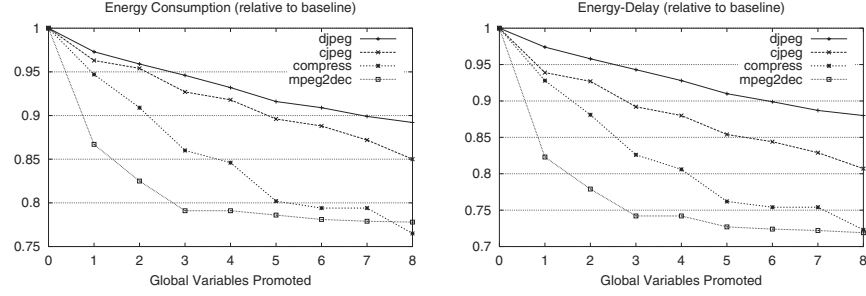 Energy Consumption (relative to baseline)
1
0.95
0.9
0.85
0.8
0.75
0 1 2 3 4 5 6 7 8
Global Variables Promoted
djpeg
cjpeg
compress
mpeg2dec
Energy-Delay (relative to baseline)
1
0.95
0.9
0.85
0.8
0.75
0.7
0 1 2 3 4 5 6 7 8
Global Variables Promoted
djpeg
cjpeg
compress
mpeg2dec